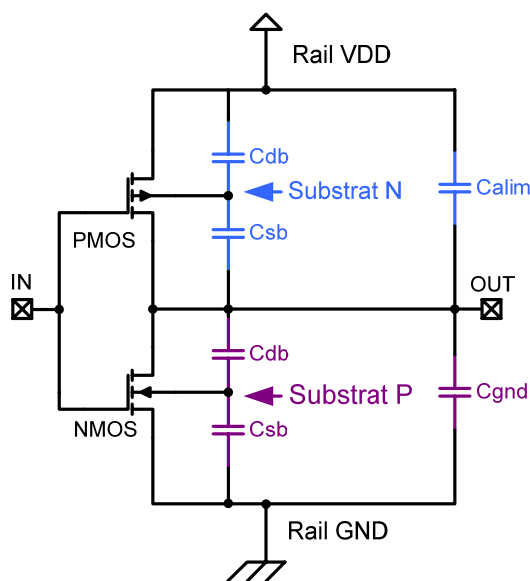 Rail VDD
Cdb
Substrat N
Calim
Csb
PMOS
IN
OUT
Cdb
Substrat P
Cgnd
Csb
NMOS
Rail GND